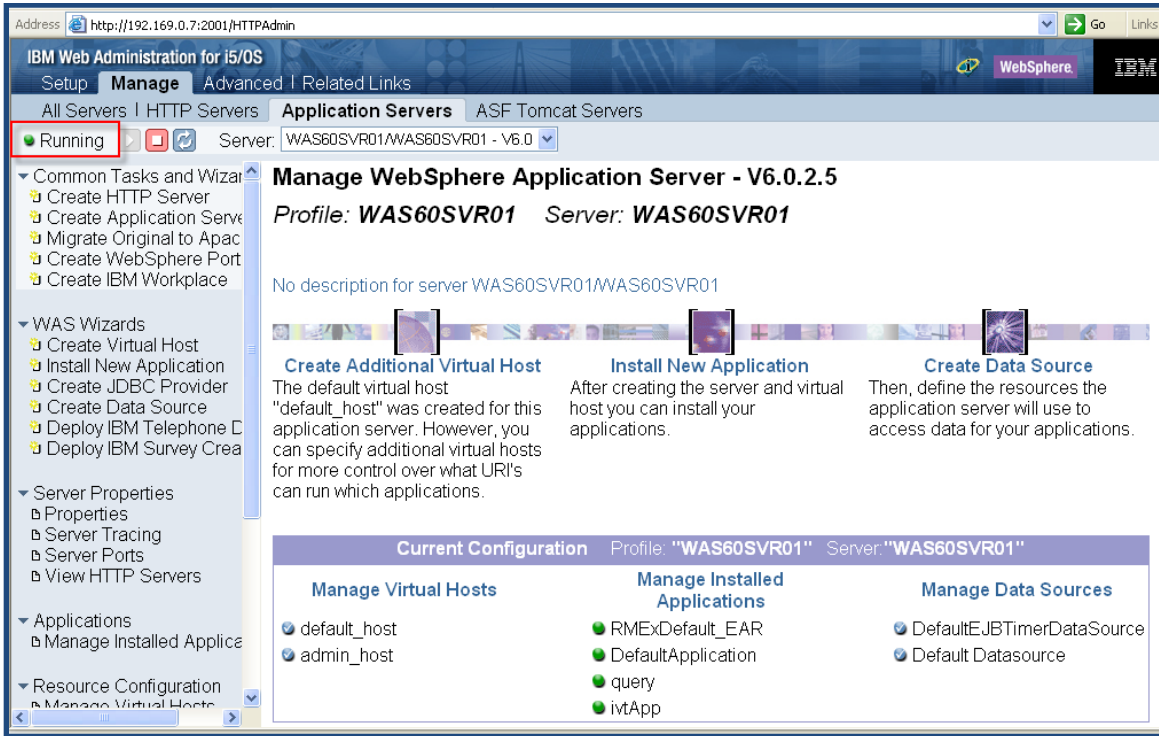 Address http://192.169.0.7:2001/HTTPAdmin Go Links
IBM Web Administration for i5/OS
WebSphere. IBM
Setup Manage Advanced | Related Links
All Servers | HTTP Servers Application Servers ASF Tomcat Servers
Running Server: WAS60SVR01/WAS60SVR01 - V6.0
Common Tasks and Wizar
Create HTTP Server
Create Application Serve
Migrate Original to Apac
Create WebSphere Port
Create IBM Workplace
WAS Wizards
Create Virtual Host
Install New Application
Create JDBC Provider
Create Data Source
Deploy IBM Telephone D
Deploy IBM Survey Crea
Server Properties
Properties
Server Tracing
Server Ports
View HTTP Servers
Applications
Manage Installed Applica
Resource Configuration
Manage Virtual Hosts
Manage WebSphere Application Server - V6.0.2.5
Profile: WAS60SVR01 Server: WAS60SVR01
No description for server WAS60SVR01/WAS60SVR01
Create Additional Virtual Host
The default virtual host
"default_host" was created for this
application server. However, you
can specify additional virtual hosts
for more control over what URI's
can run which applications.
Install New Application
After creating the server and virtual
host you can install your
applications.
Create Data Source
Then, define the resources the
application server will use to
access data for your applications.
Current Configuration Profile: "WAS60SVR01" Server:"WAS60SVR01"
Manage Virtual Hosts
default_host
admin_host
Manage Installed
Applications
RMExDefault_EAR
DefaultApplication
query
ivtApp
Manage Data Sources
DefaultEJBTimerDataSource
Default Datasource